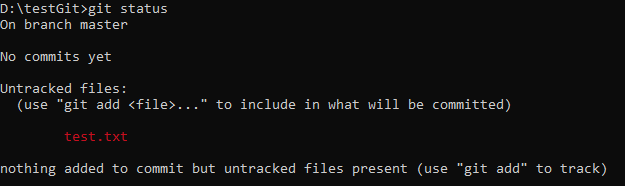 D:\testGit>git status
On branch master
No commits yet
Untracked files:
(use "git add <file>..." to include in what will be committed)
test.txt
nothing added to commit but untracked files present (use "git add" to track)